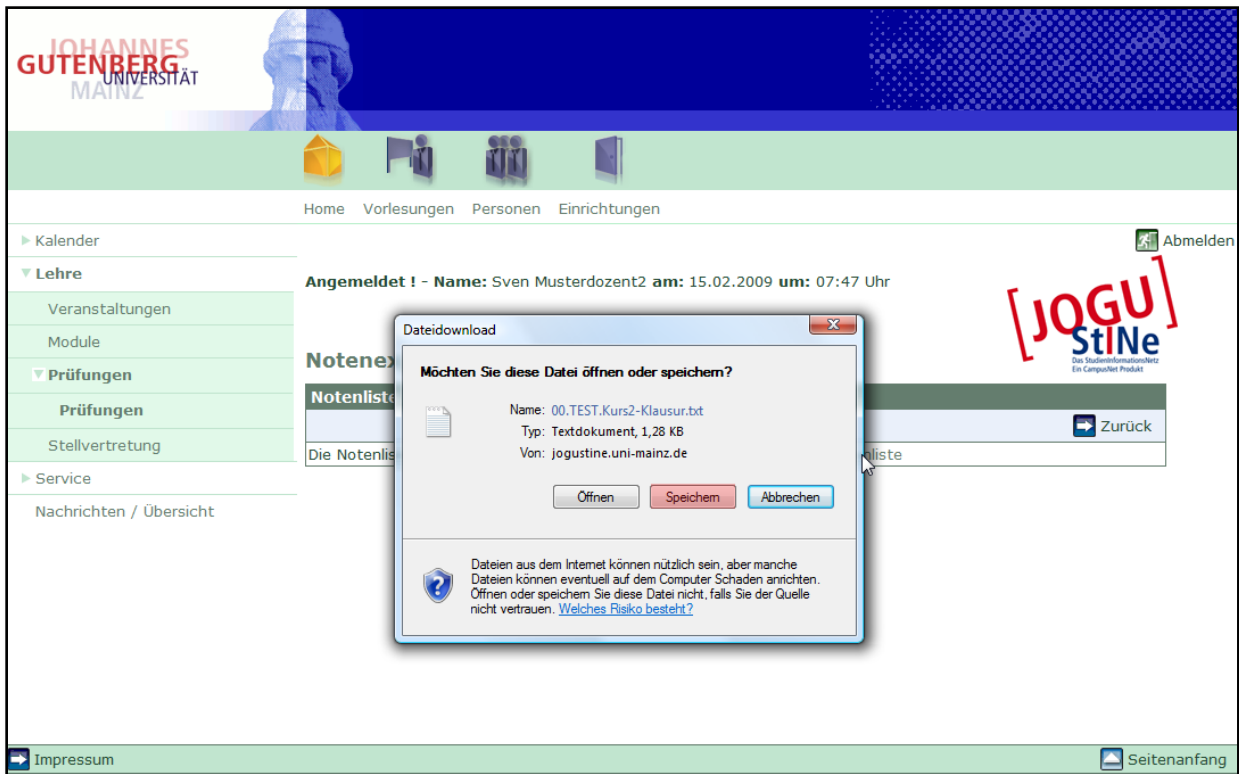 JOHANNES
GUTENBERG
UNIVERSITÄT
MAINZ
Home Vorlesungen Personen Einrichtungen
Kalender
Abmelden
Lehre
Angemeldet ! - Name: Sven Musterdozent2 am: 15.02.2009 um: 07:47 Uhr
Veranstaltungen
Module
Prüfungen
Prüfungen
Stellvertretung
Service
Nachrichten / Übersicht
[JOGU]
StINe
Das StudienInformationsNetz
Ein CampusNet Produkt
Notenex
Notenliste
Zurück
Die Notenlis
nliste
Dateidownload
Möchten Sie diese Datei öffnen oder speichern?
Name: 00.TEST.Kurs2-Klausur.txt
Typ: Textdokument, 1,28 KB
Von: jogustine.uni-mainz.de
Öffnen Speichern Abbrechen
Dateien aus dem Internet können nützlich sein, aber manche
Dateien können eventuell auf dem Computer Schaden anrichten.
Öffnen oder speichern Sie diese Datei nicht, falls Sie der Quelle
nicht vertrauen. Welches Risiko besteht?
Impressum
Seitenanfang